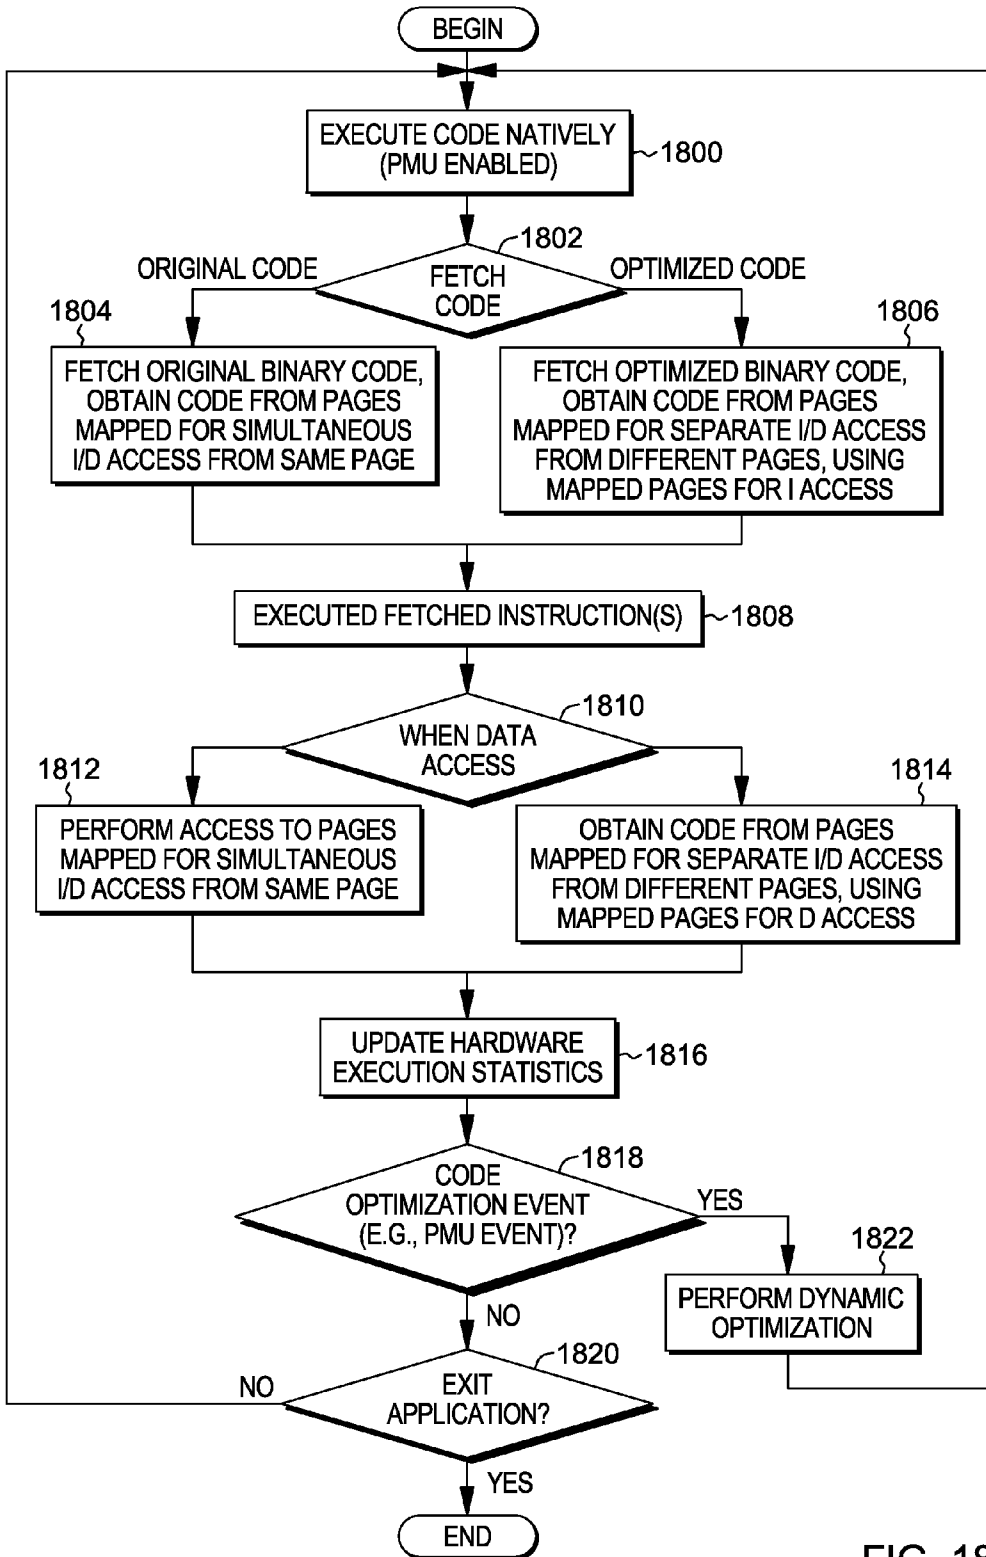 BEGIN
EXECUTE CODE NATIVELY
(PMU ENABLED)
1800
1802
ORIGINAL CODE
FETCH
CODE
OPTIMIZED CODE
1804
1806
FETCH ORIGINAL BINARY CODE,
OBTAIN CODE FROM PAGES
MAPPED FOR SIMULTANEOUS
I/D ACCESS FROM SAME PAGE
FETCH OPTIMIZED BINARY CODE,
OBTAIN CODE FROM PAGES
MAPPED FOR SEPARATE I/D ACCESS
FROM DIFFERENT PAGES, USING
MAPPED PAGES FOR I ACCESS
EXECUTED FETCHED INSTRUCTION(S)
1808
1810
WHEN DATA
ACCESS
1812
1814
PERFORM ACCESS TO PAGES
MAPPED FOR SIMULTANEOUS
I/D ACCESS FROM SAME PAGE
OBTAIN CODE FROM PAGES
MAPPED FOR SEPARATE I/D ACCESS
FROM DIFFERENT PAGES, USING
MAPPED PAGES FOR D ACCESS
UPDATE HARDWARE
EXECUTION STATISTICS
1816
1818
CODE
OPTIMIZATION EVENT
(E.G., PMU EVENT)?
YES
1822
PERFORM DYNAMIC
OPTIMIZATION
NO
1820
NO
EXIT
APPLICATION?
YES
END
FIG. 18